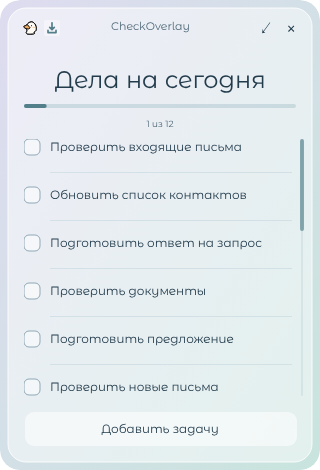 CheckOverlay
Дела на сегодня
1 из 12
Проверить входящие письма
Обновить список контактов
Подготовить ответ на запрос
Проверить документы
Подготовить предложение
Проверить новые письма
Добавить задачу